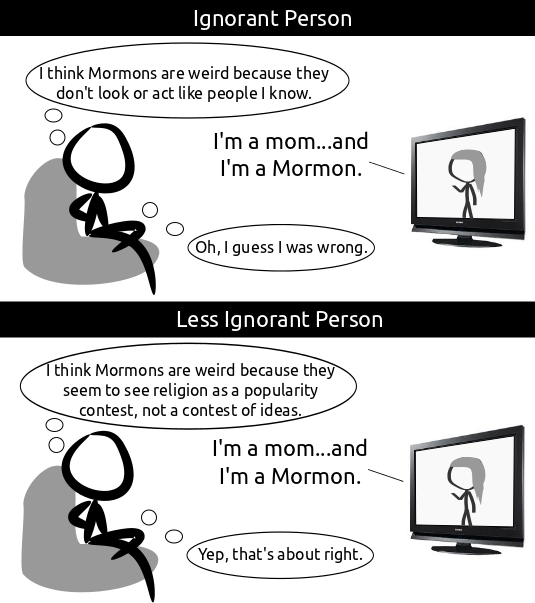 Ignorant Person
I think Mormons are weird because they
don't look or act like people I know.
I'm a mom...and
I'm a Mormon.
Oh, I guess I was wrong.
Less Ignorant Person
I think Mormons are weird because they
seem to see religion as a popularity
contest, not a contest of ideas.
I'm a mom...and
I'm a Mormon.
Yep, that's about right.